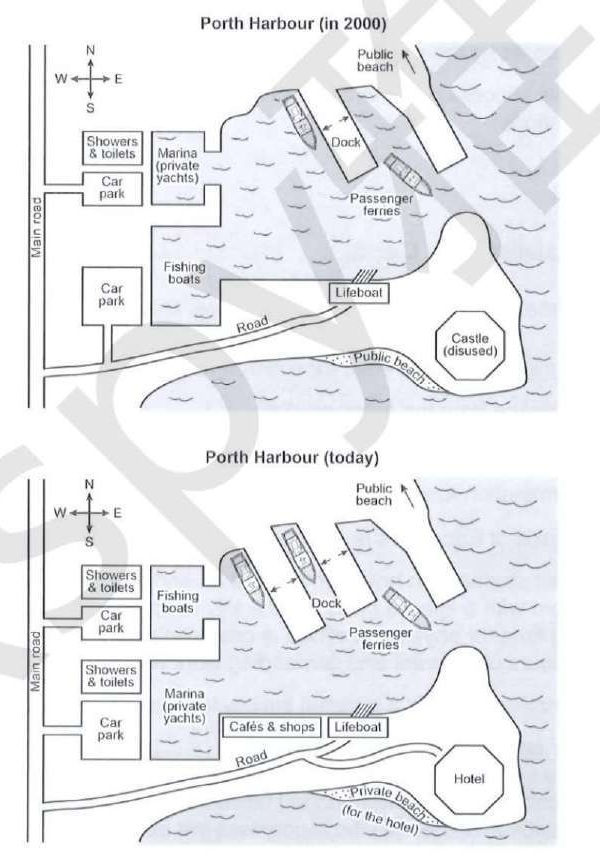 Porth Harbour (in 2000)
N
W E
S
Public
beach
Showers
& toilets
Marina
(private
yachts)
Dock
Car
park
Passenger
ferries
Main road
Fishing
boats
Car
park
Lifeboat
Road
Castle
(disused)
Public beach
Porth Harbour (today)
N
W E
S
Public
beach
Showers
& toilets
Fishing
boats
Dock
Car
park
Passenger
ferries
Main road
Showers
& toilets
Marina
(private
yachts)
Car
park
Cafés & shops
Lifeboat
Road
Hotel
Private beach
(for the hotel)